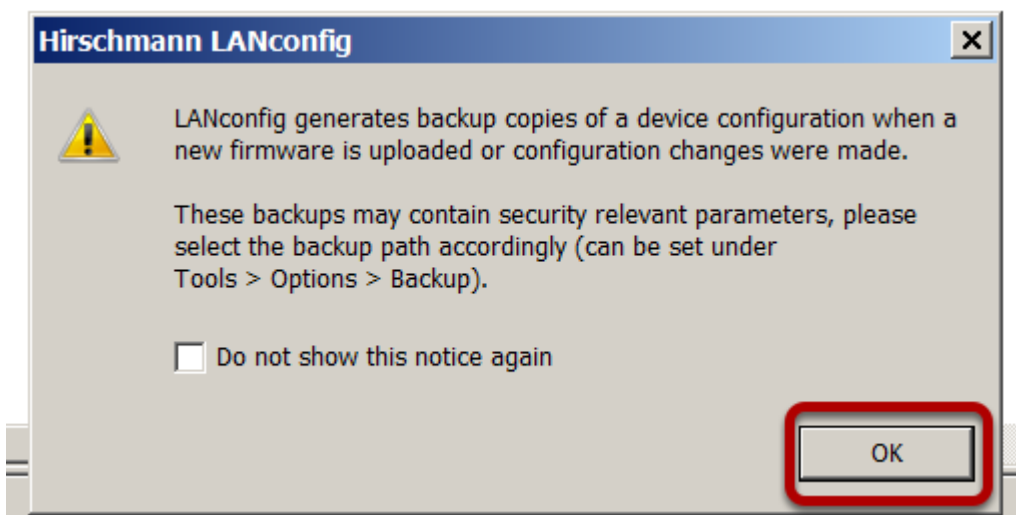 Hirschmann LANconfig
LANconfig generates backup copies of a device configuration when a
new firmware is uploaded or configuration changes were made.
These backups may contain security relevant parameters, please
select the backup path accordingly (can be set under
Tools > Options > Backup).
Do not show this notice again
OK